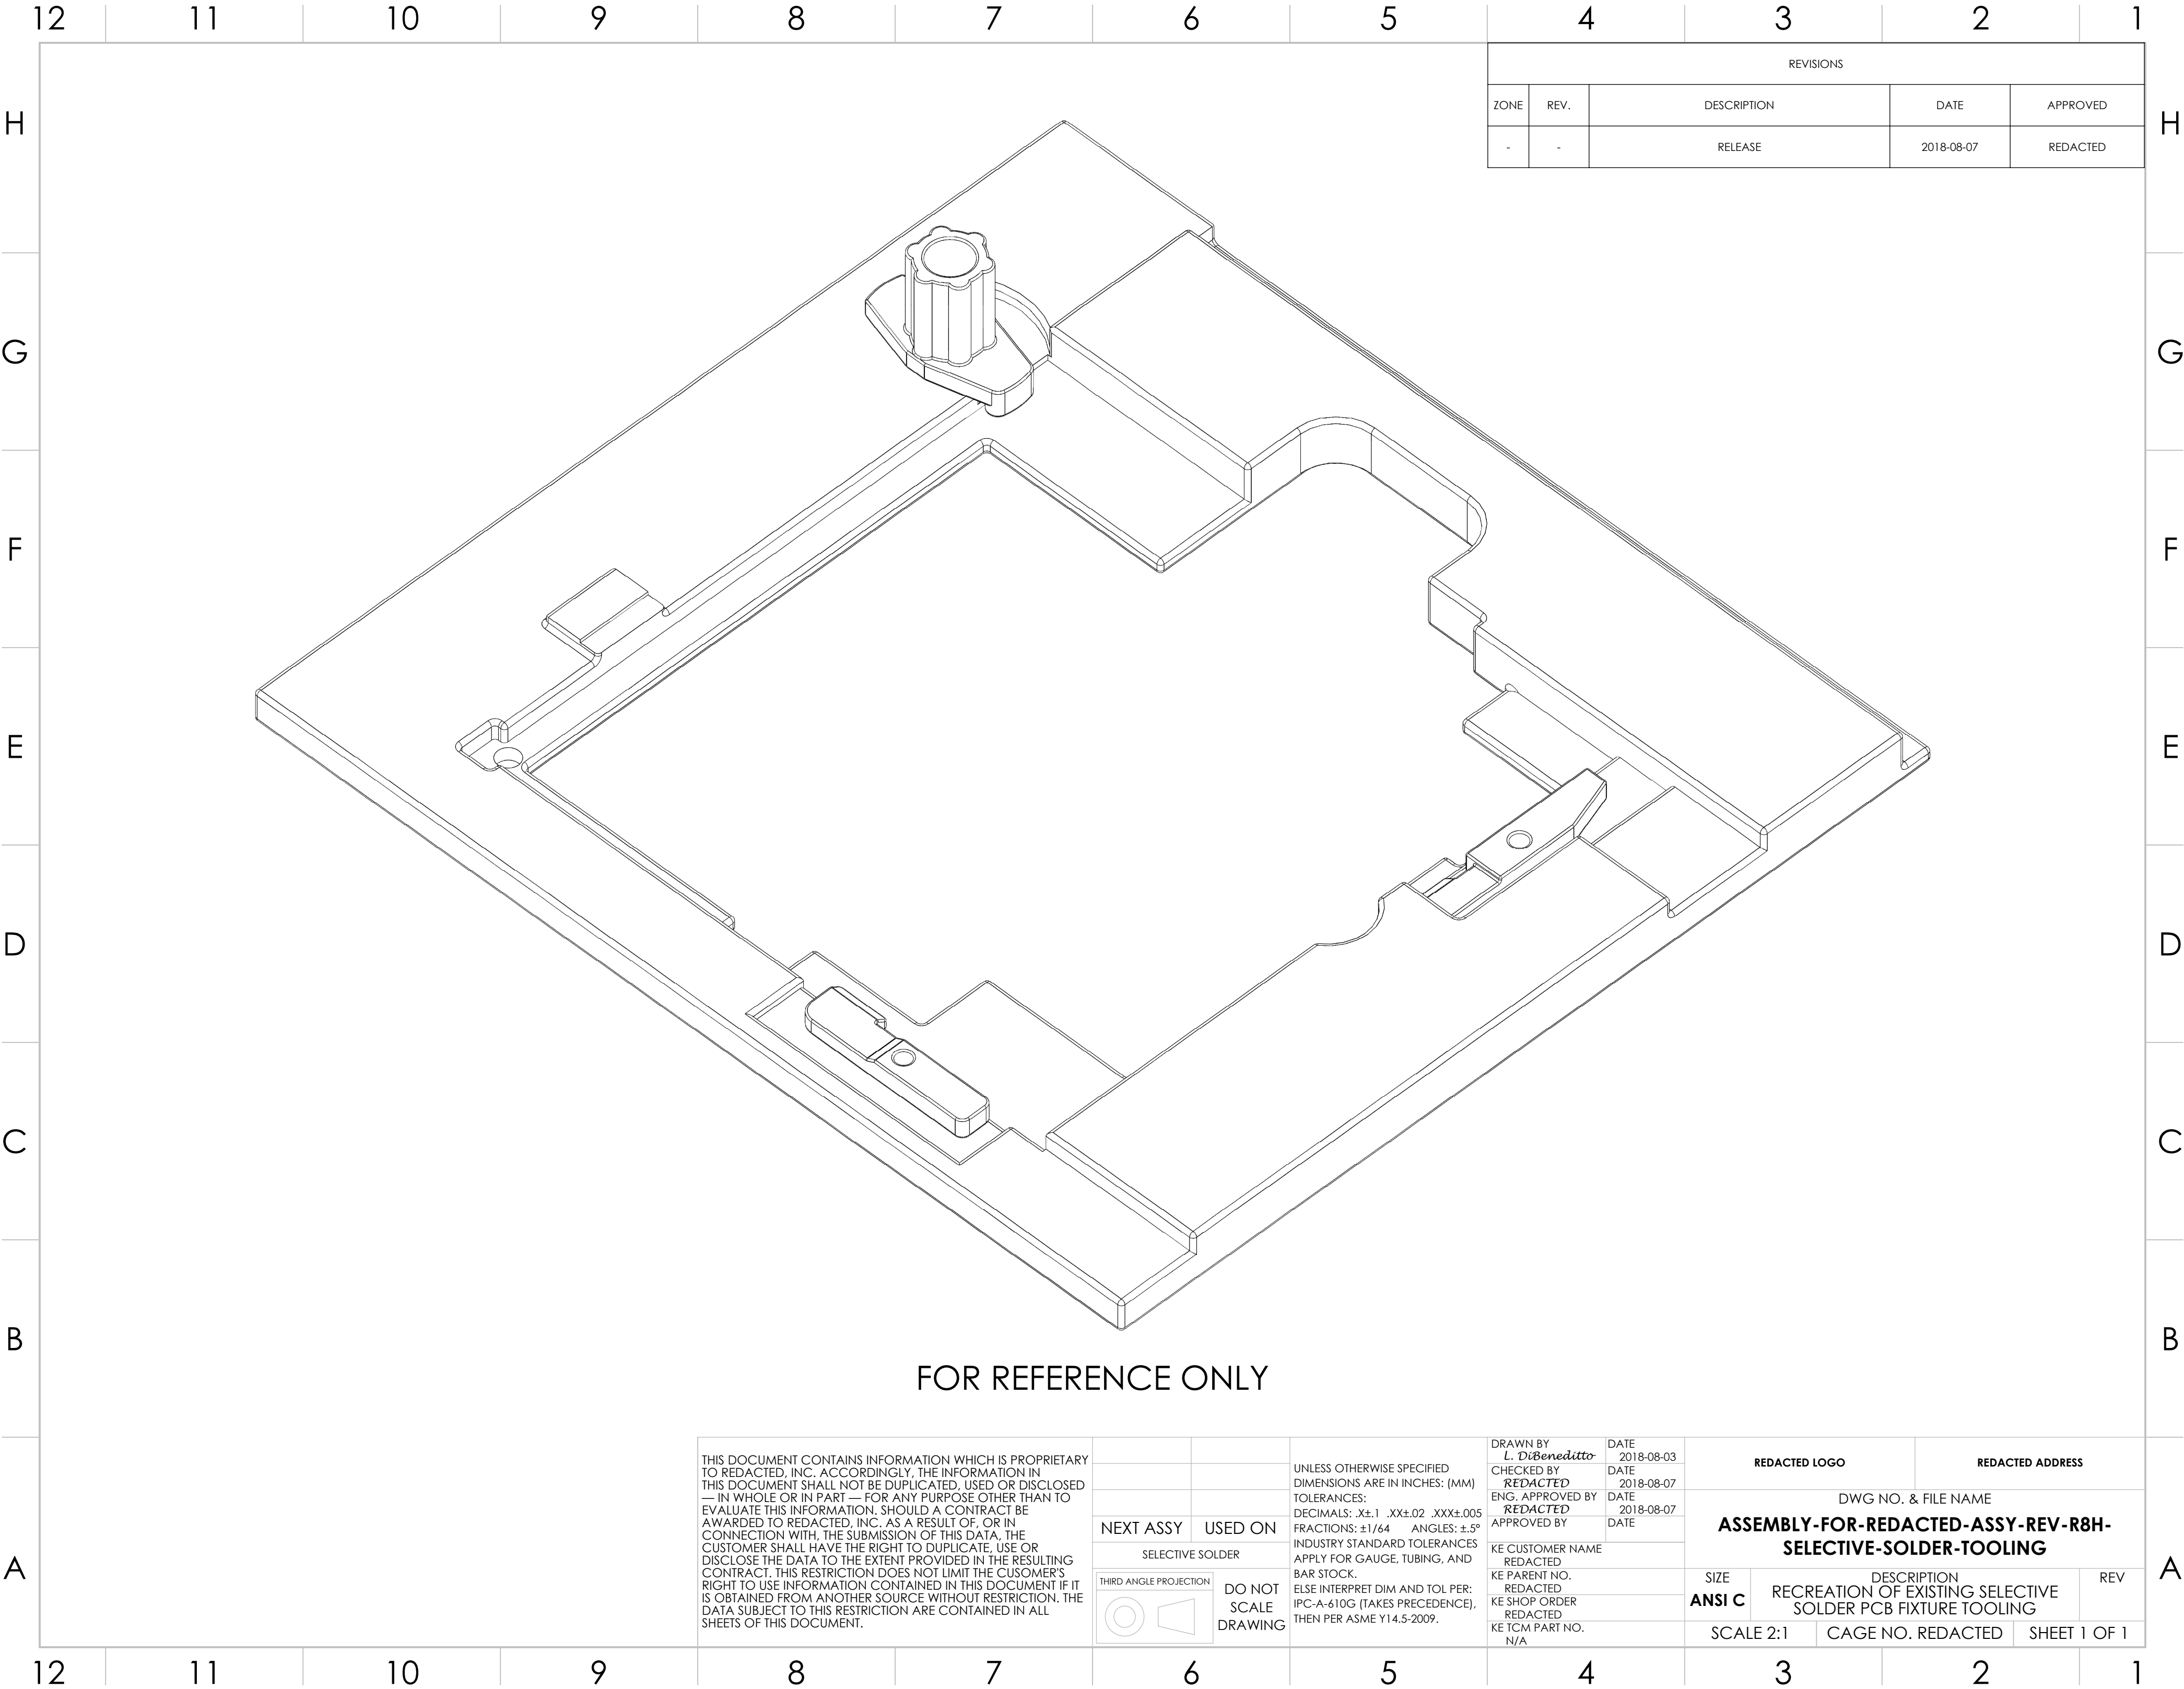 12 11 10 9 8 7 6 5 4 3 2 1
H
G
F
E
D
C
B
A
H
G
F
E
D
C
B
A
REVISIONS
ZONE REV. DESCRIPTION DATE APPROVED
- - RELEASE 2018-08-07 REDACTED
FOR REFERENCE ONLY
THIS DOCUMENT CONTAINS INFORMATION WHICH IS PROPRIETARY
TO REDACTED, INC. ACCORDINGLY, THE INFORMATION IN
THIS DOCUMENT SHALL NOT BE DUPLICATED, USED OR DISCLOSED
— IN WHOLE OR IN PART — FOR ANY PURPOSE OTHER THAN TO
EVALUATE THIS INFORMATION. SHOULD A CONTRACT BE
AWARDED TO REDACTED, INC. AS A RESULT OF, OR IN
CONNECTION WITH, THE SUBMISSION OF THIS DATA, THE
CUSTOMER SHALL HAVE THE RIGHT TO DUPLICATE, USE OR
DISCLOSE THE DATA TO THE EXTENT PROVIDED IN THE RESULTING
CONTRACT. THIS RESTRICTION DOES NOT LIMIT THE CUSOMER'S
RIGHT TO USE INFORMATION CONTAINED IN THIS DOCUMENT IF IT
IS OBTAINED FROM ANOTHER SOURCE WITHOUT RESTRICTION. THE
DATA SUBJECT TO THIS RESTRICTION ARE CONTAINED IN ALL
SHEETS OF THIS DOCUMENT.
NEXT ASSY USED ON
SELECTIVE SOLDER
THIRD ANGLE PROJECTION
DO NOT
SCALE
DRAWING
UNLESS OTHERWISE SPECIFIED
DIMENSIONS ARE IN INCHES: (MM)
TOLERANCES:
DECIMALS: .X±.1 .XX±.02 .XXX±.005
FRACTIONS: ±1/64 ANGLES: ±.5°
INDUSTRY STANDARD TOLERANCES
APPLY FOR GAUGE, TUBING, AND
BAR STOCK.
ELSE INTERPRET DIM AND TOL PER:
IPC-A-610G (TAKES PRECEDENCE),
THEN PER ASME Y14.5-2009.
DRAWN BY DATE
L. DiBeneditto 2018-08-03
CHECKED BY DATE
REDACTED 2018-08-07
ENG. APPROVED BY DATE
REDACTED 2018-08-07
APPROVED BY DATE
KE CUSTOMER NAME
REDACTED
KE PARENT NO.
REDACTED
KE SHOP ORDER
REDACTED
KE TCM PART NO.
N/A
REDACTED LOGO REDACTED ADDRESS
DWG NO. & FILE NAME
ASSEMBLY-FOR-REDACTED-ASSY-REV-R8H-
SELECTIVE-SOLDER-TOOLING
SIZE DESCRIPTION REV
ANSI C RECREATION OF EXISTING SELECTIVE
SOLDER PCB FIXTURE TOOLING
SCALE 2:1 CAGE NO. REDACTED SHEET 1 OF 1
12 11 10 9 8 7 6 5 4 3 2 1